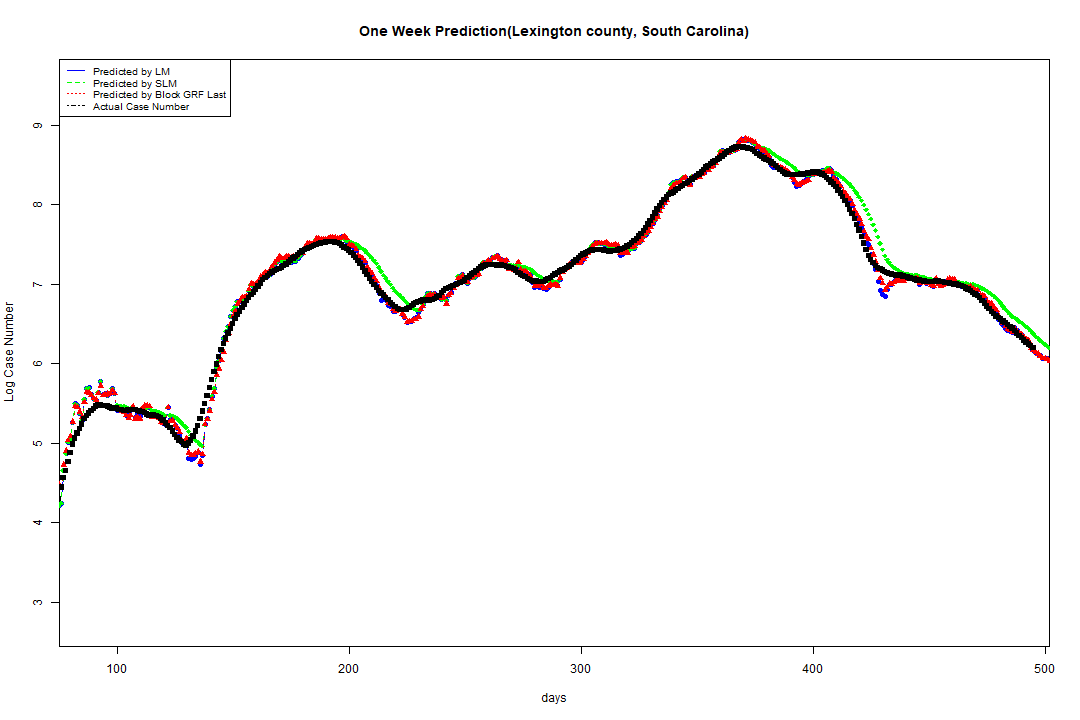 One Week Prediction(Lexington county, South Carolina)
Predicted by LM
Predicted by SLM
Predicted by Block GRF Last
Actual Case Number
9
8
7
6
5
4
3
Log Case Number
100 200 300 400 500
days